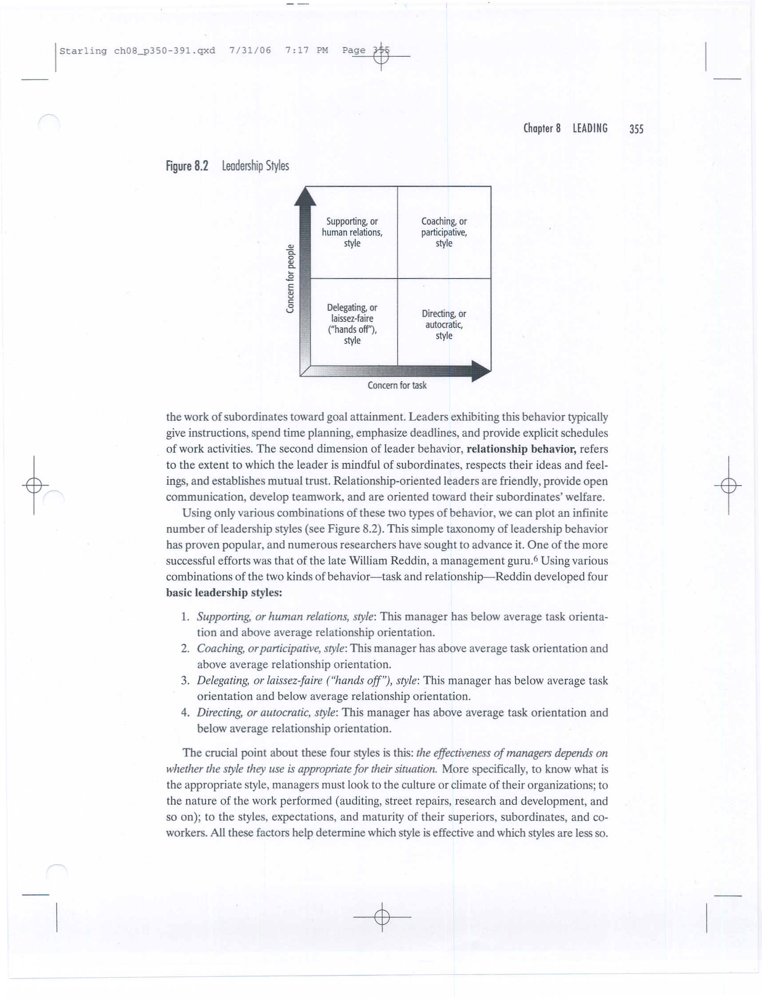 Starling ch08_p350-391.qxd 7/31/06 7:17 PM Page 355
Chapter 8 LEADING 355
Figure 8.2 Leadership Styles
Supporting, or
human relations,
style
Coaching, or
participative,
style
Concern for people
Delegating, or
laissez-faire
(“hands off”),
style
Directing, or
autocratic,
style
Concern for task
the work of subordinates toward goal attainment. Leaders exhibiting this behavior typically
give instructions, spend time planning, emphasize deadlines, and provide explicit schedules
of work activities. The second dimension of leader behavior, relationship behavior, refers
to the extent to which the leader is mindful of subordinates, respects their ideas and feel-
ings, and establishes mutual trust. Relationship-oriented leaders are friendly, provide open
communication, develop teamwork, and are oriented toward their subordinates’ welfare.
Using only various combinations of these two types of behavior, we can plot an infinite
number of leadership styles (see Figure 8.2). This simple taxonomy of leadership behavior
has proven popular, and numerous researchers have sought to advance it. One of the more
successful efforts was that of the late William Reddin, a management guru.⁶ Using various
combinations of the two kinds of behavior—task and relationship—Reddin developed four
basic leadership styles:
1. Supporting, or human relations, style: This manager has below average task orienta-
tion and above average relationship orientation.
2. Coaching, or participative, style: This manager has above average task orientation and
above average relationship orientation.
3. Delegating, or laissez-faire (“hands off”), style: This manager has below average task
orientation and below average relationship orientation.
4. Directing, or autocratic, style: This manager has above average task orientation and
below average relationship orientation.
The crucial point about these four styles is this: the effectiveness of managers depends on
whether the style they use is appropriate for their situation. More specifically, to know what is
the appropriate style, managers must look to the culture or climate of their organizations; to
the nature of the work performed (auditing, street repairs, research and development, and
so on); to the styles, expectations, and maturity of their superiors, subordinates, and co-
workers. All these factors help determine which style is effective and which styles are less so.